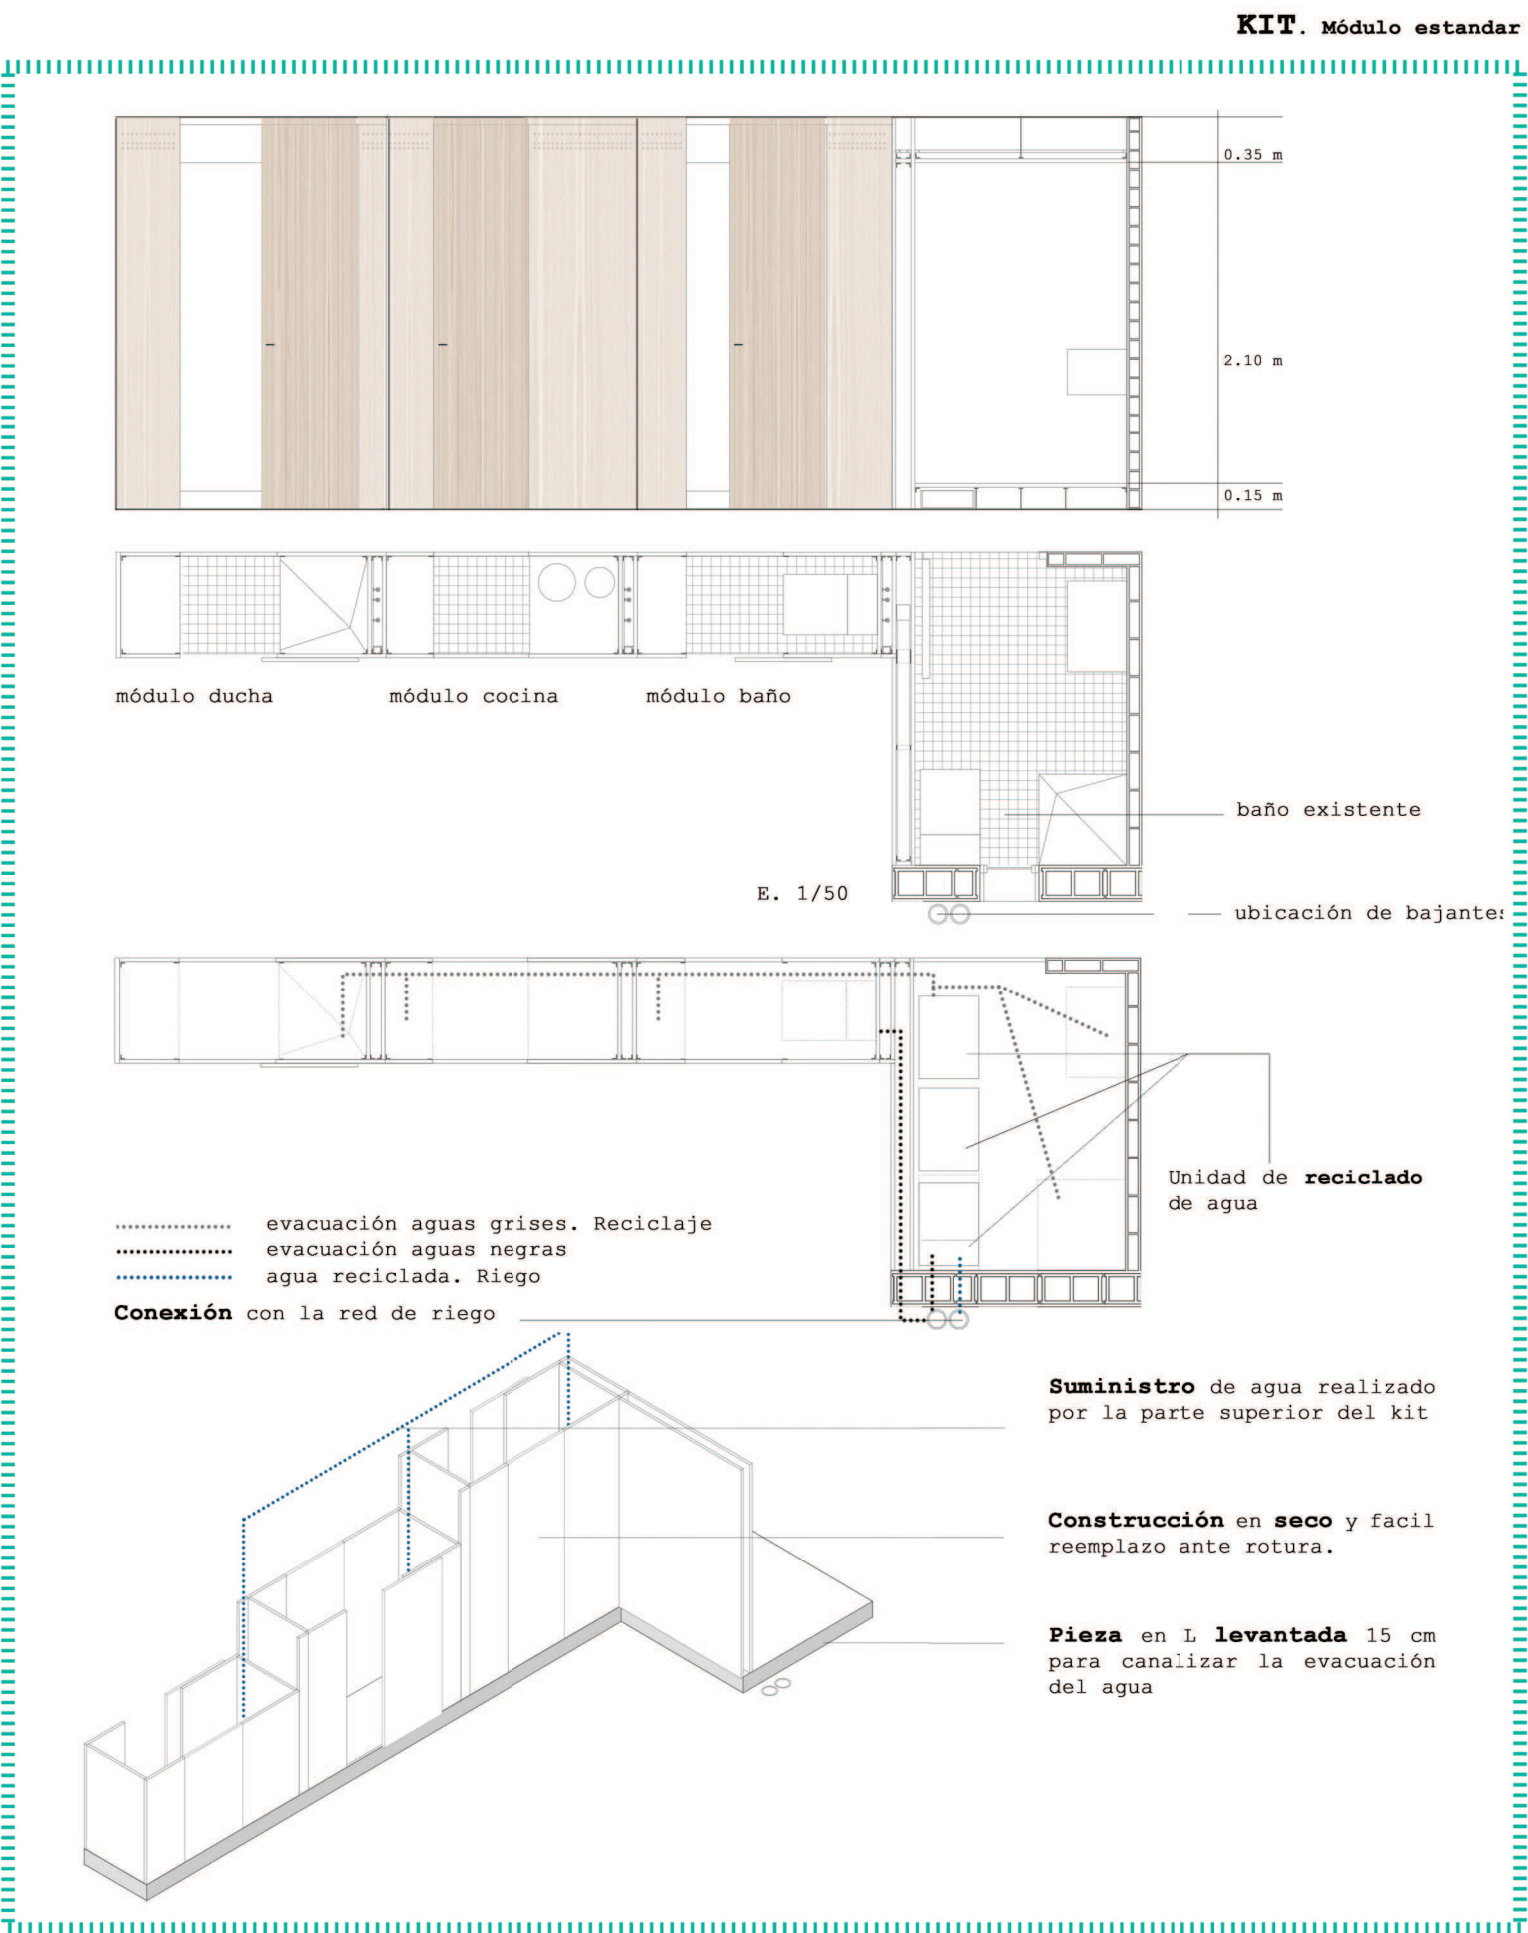 KIT. Módulo estandar
0.35 m
2.10 m
0.15 m
módulo ducha
módulo cocina
módulo baño
baño existente
E. 1/50
ubicación de bajantes
Unidad de reciclado
de agua
evacuación aguas grises. Reciclaje
evacuación aguas negras
agua reciclada. Riego
Conexión con la red de riego
Suministro de agua realizado
por la parte superior del kit
Construcción en seco y facil
reemplazo ante rotura.
Pieza en L levantada 15 cm
para canalizar la evacuación
del agua